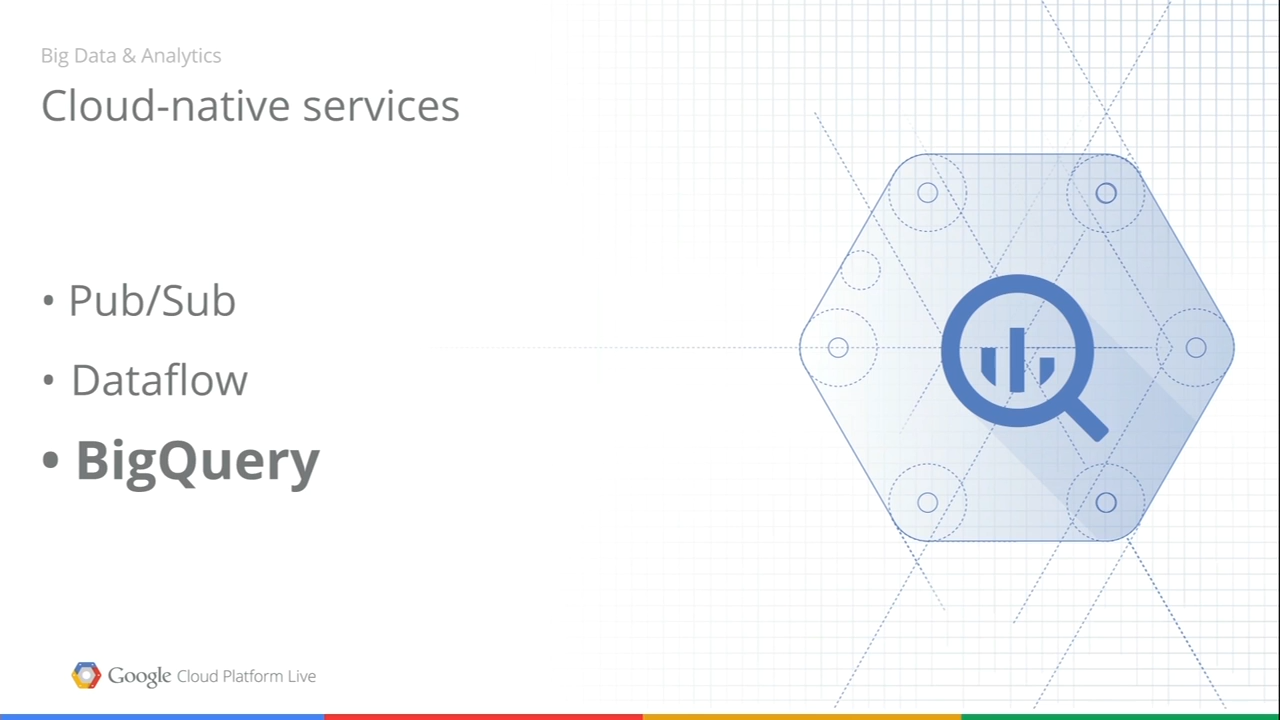 Big Data & Analytics
Cloud-native services
• Pub/Sub
• Dataflow
• BigQuery
Google Cloud Platform Live